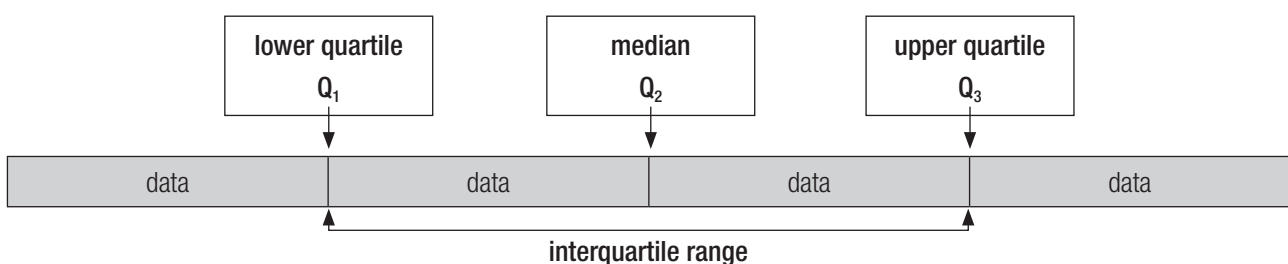 lower quartile
Q₁
median
Q₂
upper quartile
Q₃
data
data
data
data
interquartile range